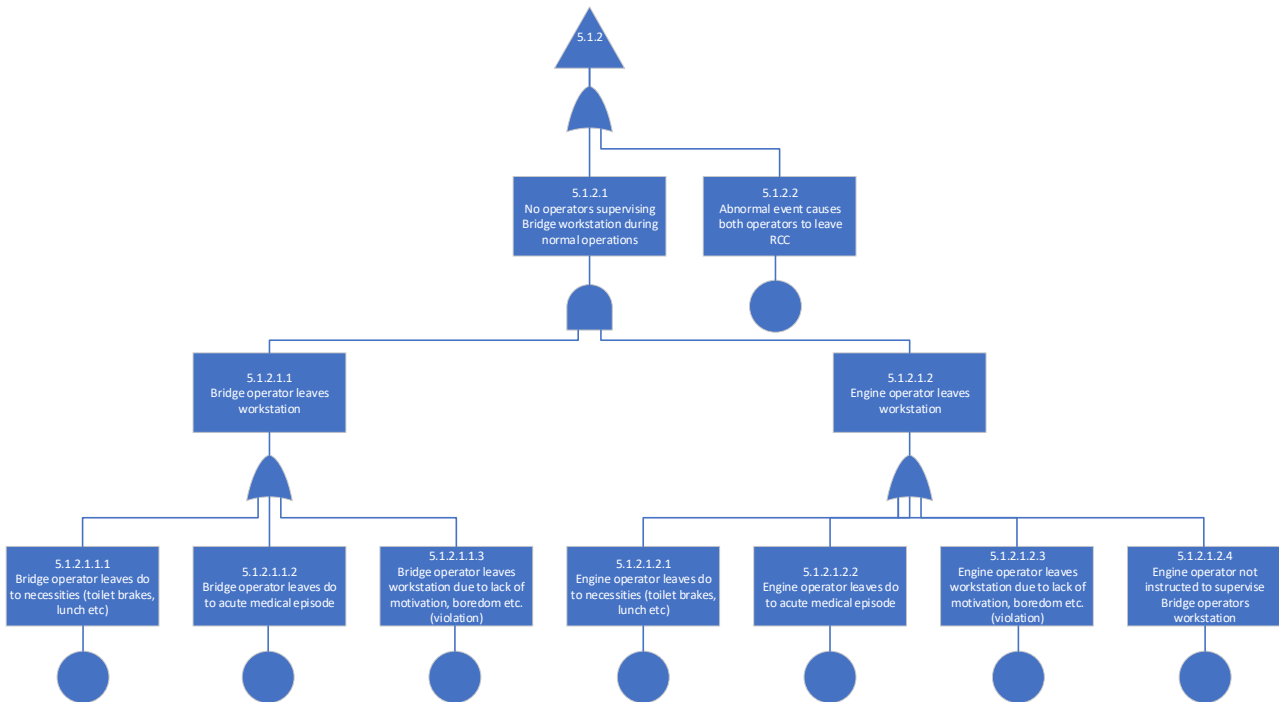 5.1.2
5.1.2.1
No operators supervising
Bridge workstation during
normal operations
5.1.2.2
Abnormal event causes
both operators to leave
RCC
5.1.2.1.1
Bridge operator leaves
workstation
5.1.2.1.2
Engine operator leaves
workstation
5.1.2.1.1.1
Bridge operator leaves do
to necessities (toilet brakes,
lunch etc)
5.1.2.1.1.2
Bridge operator leaves do
to acute medical episode
5.1.2.1.1.3
Bridge operator leaves
workstation due to lack of
motivation, boredom etc.
(violation)
5.1.2.1.2.1
Engine operator leaves do
to necessities (toilet brakes,
lunch etc)
5.1.2.1.2.2
Engine operator leaves do
to acute medical episode
5.1.2.1.2.3
Engine operator leaves
workstation due to lack of
motivation, boredom etc.
(violation)
5.1.2.1.2.4
Engine operator not
instructed to supervise
Bridge operators
workstation